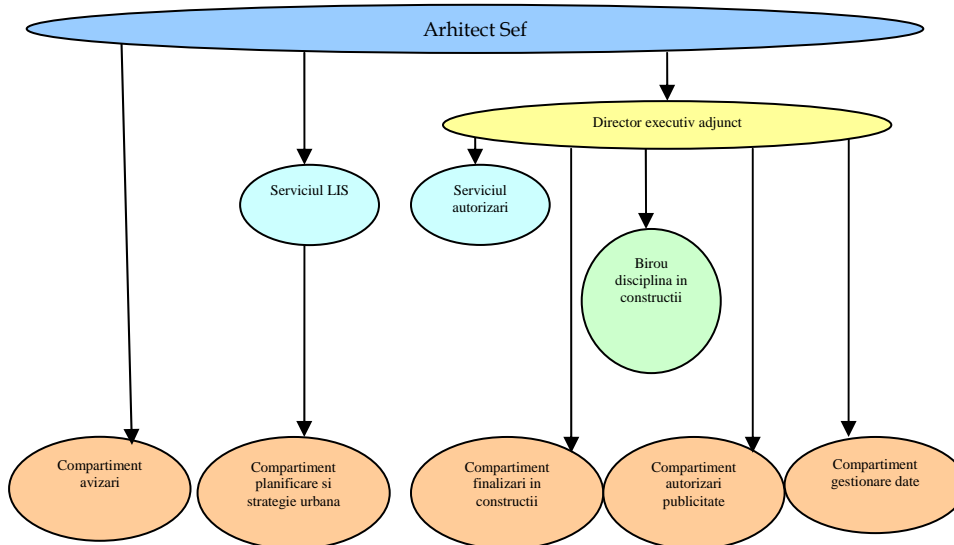 Arhitect Sef
Director executiv adjunct
Serviciul LIS
Serviciul
autorizari
Birou
disciplina in
constructii
Compartiment
avizari
Compartiment
planificare si
strategie urbana
Compartiment
finalizari in
constructii
Compartiment
autorizari
publicitate
Compartiment
gestionare date